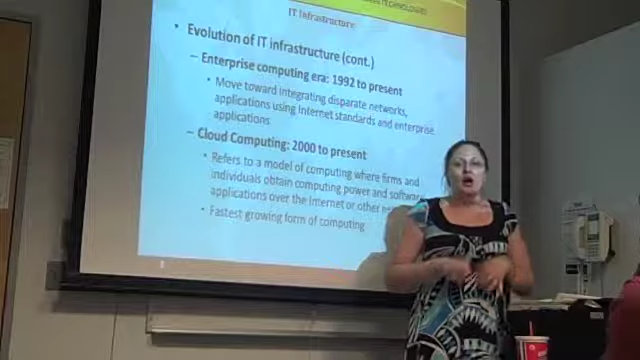 IT Infrastructure
• Evolution of IT infrastructure (cont.)
– Enterprise computing era: 1992 to present
• Move toward integrating disparate networks,
applications using Internet standards and enterprise
applications
– Cloud Computing: 2000 to present
• Refers to a model of computing where firms and
individuals obtain computing power and software
applications over the Internet or other
• Fastest growing form of computing